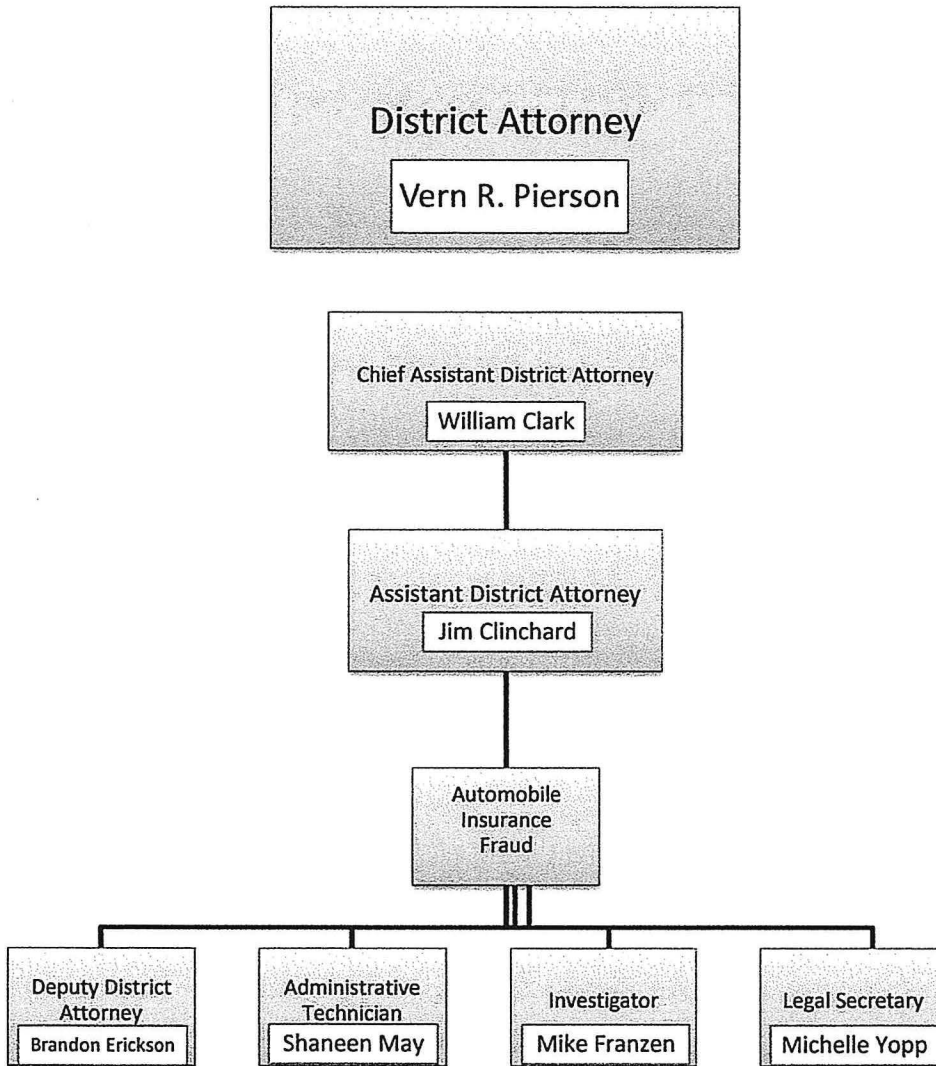 District Attorney
Vern R. Pierson
Chief Assistant District Attorney
William Clark
Assistant District Attorney
Jim Clinchard
Automobile
Insurance
Fraud
Deputy District
Attorney
Brandon Erickson
Administrative
Technician
Shaneen May
Investigator
Mike Franzen
Legal Secretary
Michelle Yopp